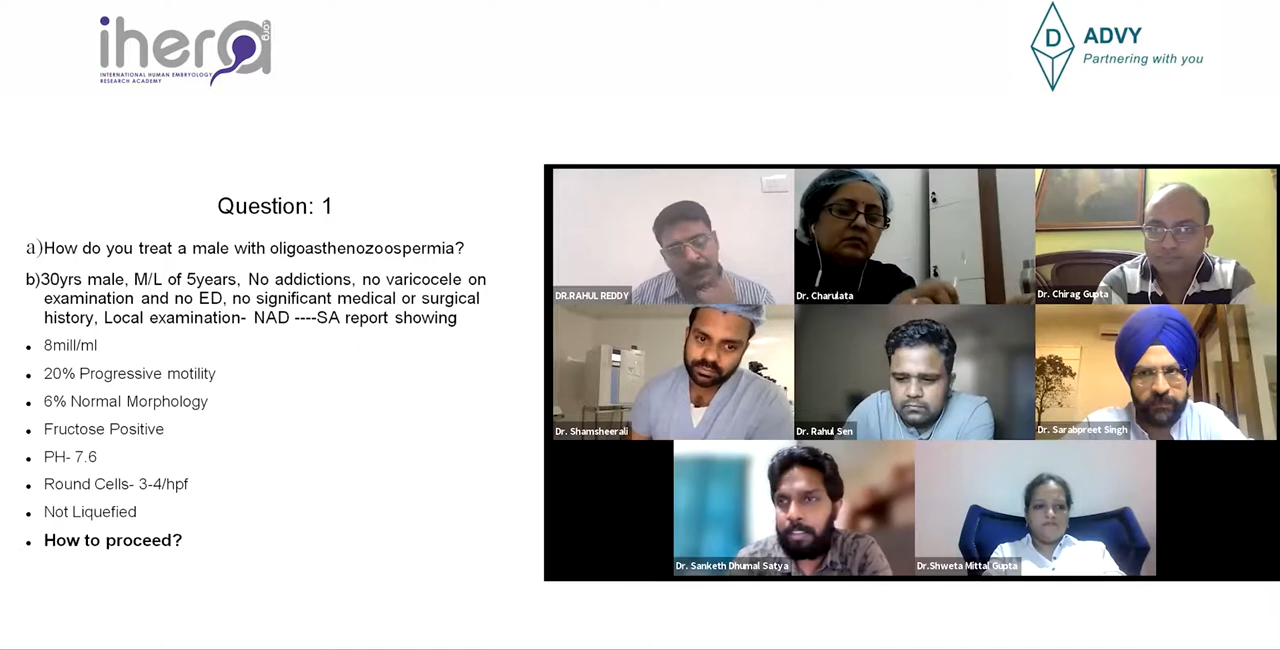 ihera
.org
INTERNATIONAL HUMAN EMBRYOLOGY
RESEARCH ACADEMY
D
ADVY
Partnering with you
Question: 1
a)How do you treat a male with oligoasthenozoospermia?
b)30yrs male, M/L of 5years, No addictions, no varicocele on
examination and no ED, no significant medical or surgical
history, Local examination- NAD ----SA report showing
• 8mill/ml
• 20% Progressive motility
• 6% Normal Morphology
• Fructose Positive
• PH- 7.6
• Round Cells- 3-4/hpf
• Not Liquefied
• How to proceed?
DR.RAHUL REDDY
Dr. Charulata
Dr. Chirag Gupta
Dr. Shamsheerali
Dr. Rahul Sen
Dr. Sarabpreet Singh
Dr. Sanketh Dhumal Satya
Dr.Shweta Mittal Gupta